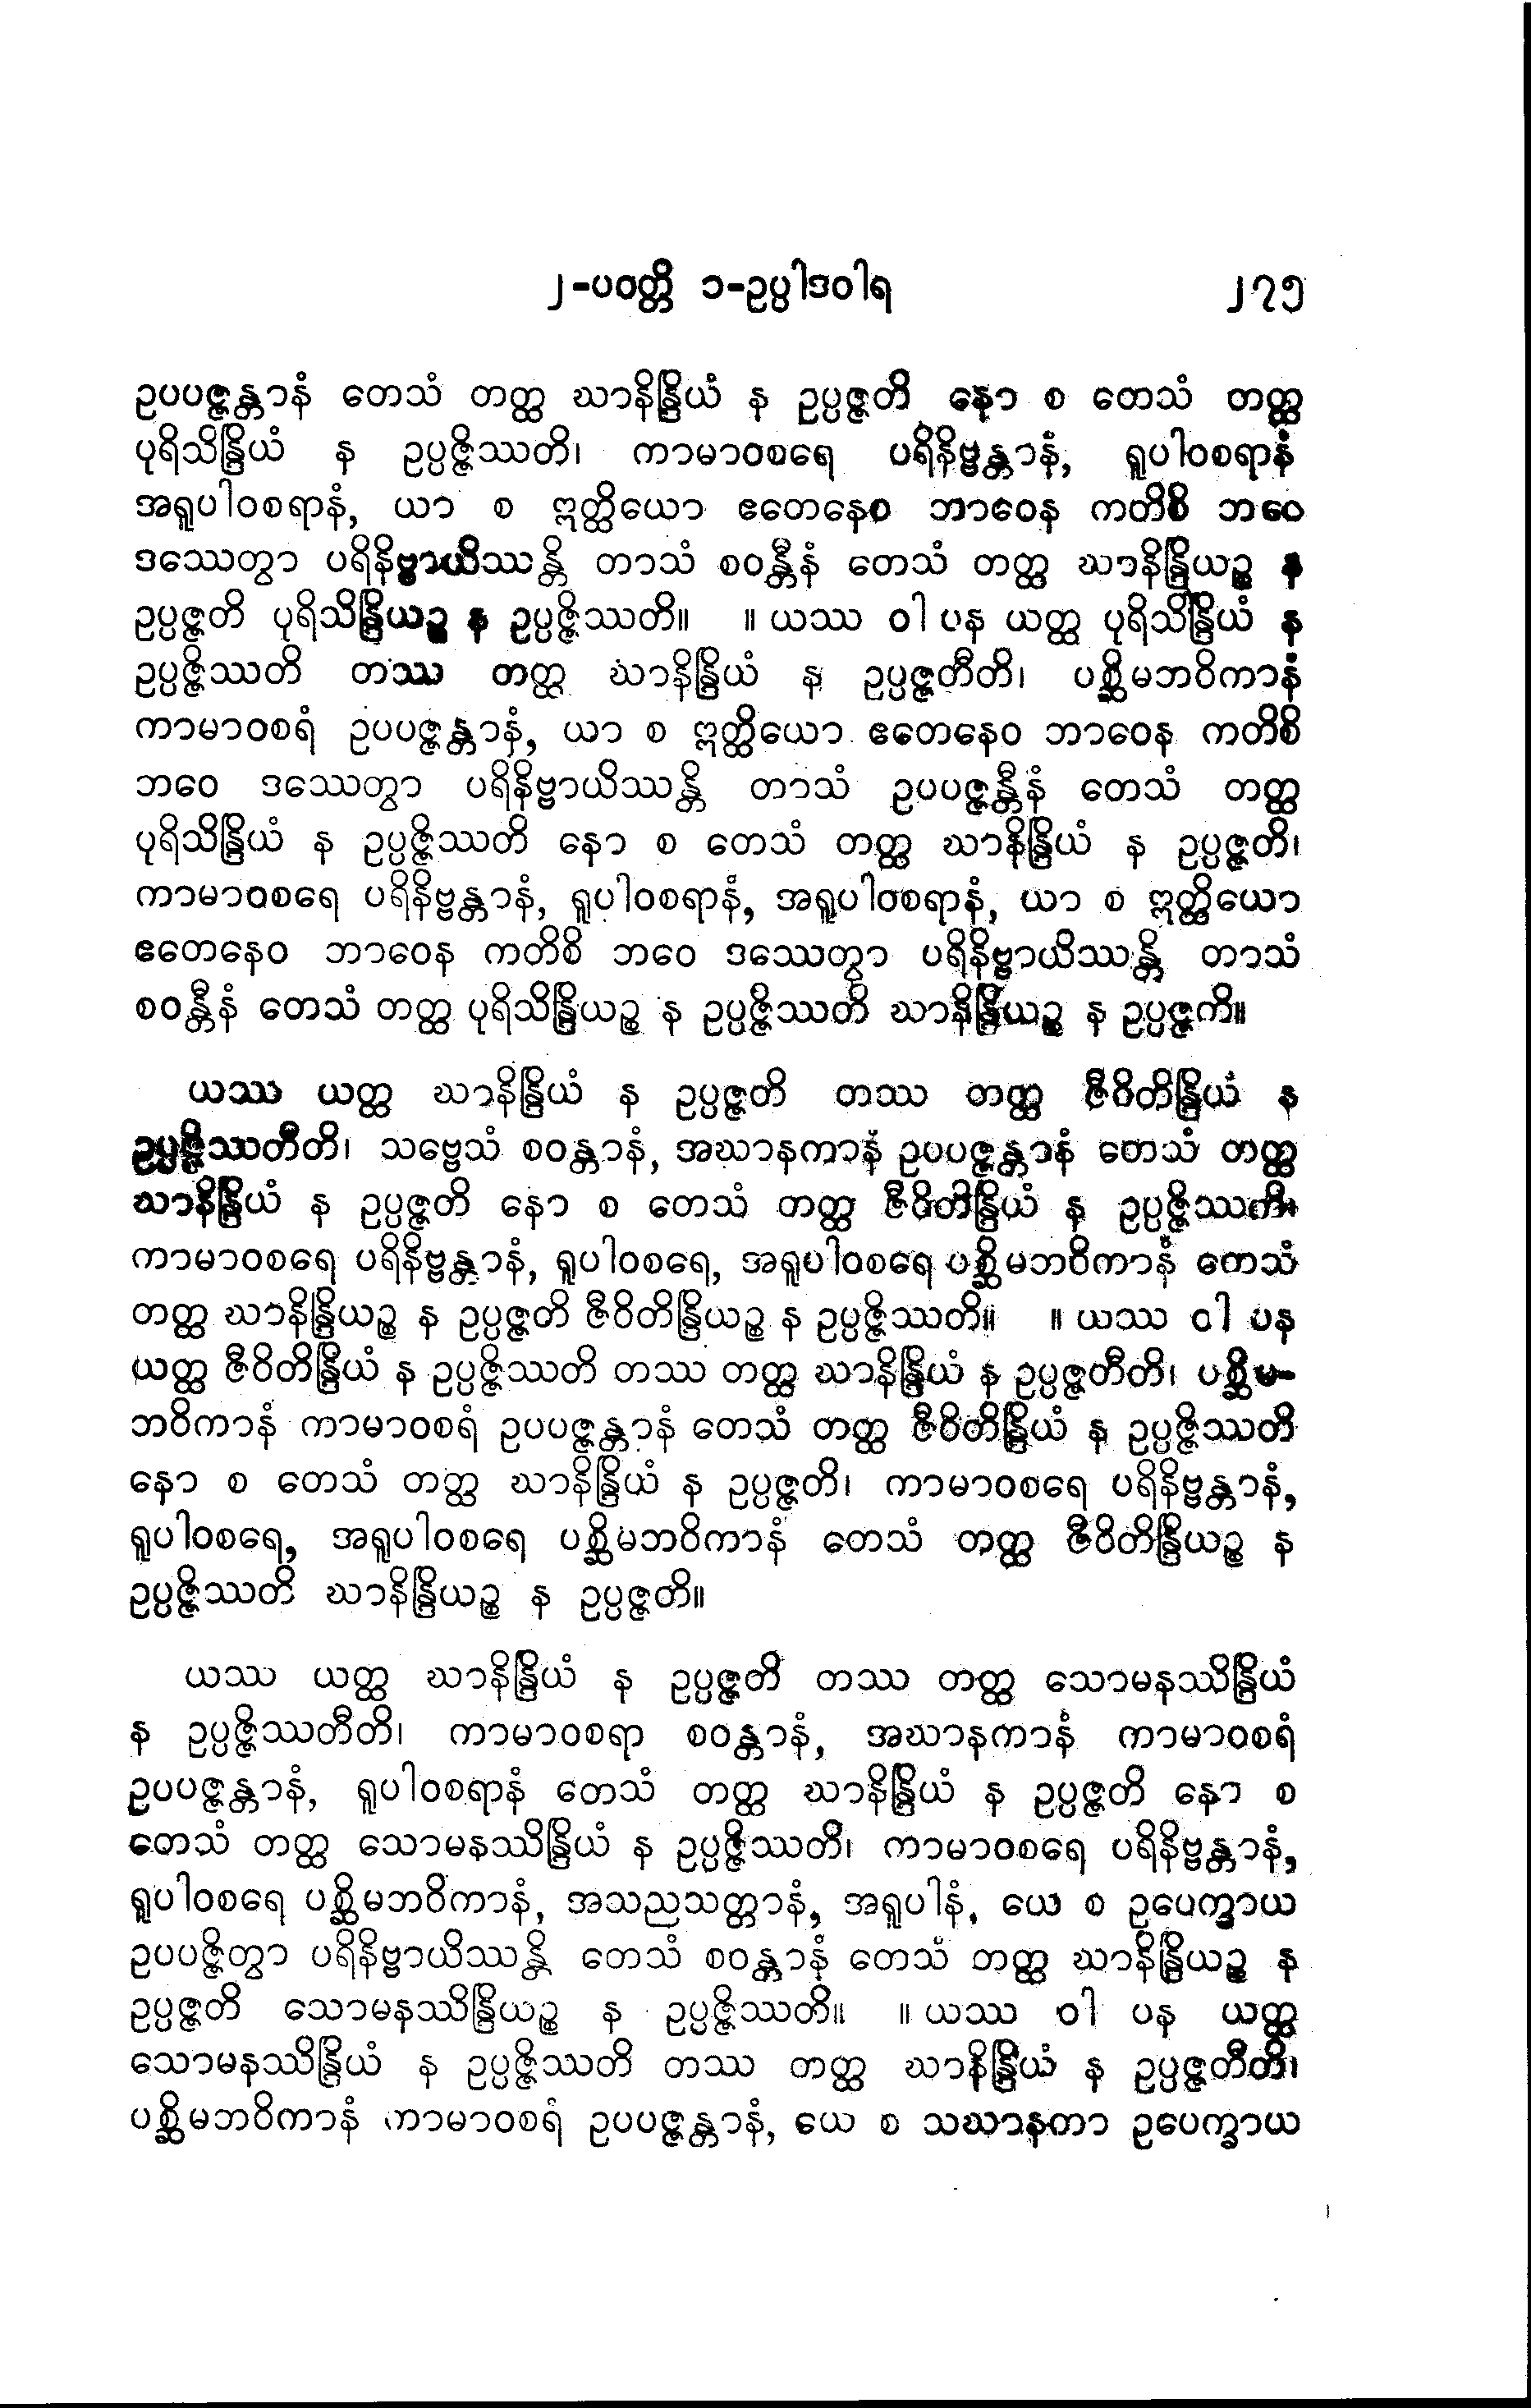 ၂-ပဝတ္တိ ၁-ဥပ္ပါဒဝါရ ၂၇၅
ဥပပဇ္ဇန္တာနံ တေသံ တတ္ထ ဃာနိန္ဒြိယံ န ဥပ္ပဇ္ဇတိ နော စ တေသံ တတ္ထ
ပုရိသိန္ဒြိယံ န ဥပ္ပဇ္ဇိဿတိ၊ ကာမာဝစရေ ပရိနိဗ္ဗန္တာနံ, ရူပါဝစရာနံ
အရူပါဝစရာနံ, ယာ စ ဣတ္ထိယော ဧတေနေဝ ဘာဝေန ကတိစိ ဘဝေ
ဒဿေတွာ ပရိနိဗ္ဗာယိဿန္တိ တာသံ စဝန္တီနံ တေသံ တတ္ထ ဃာနိန္ဒြိယဉ္စ န
ဥပ္ပဇ္ဇတိ ပုရိသိန္ဒြိယဉ္စ န ဥပ္ပဇ္ဇိဿတိ။ ။ ယဿ ဝါ ပန ယတ္ထ ပုရိသိန္ဒြိယံ န
ဥပ္ပဇ္ဇိဿတိ တဿ တတ္ထ ဃာနိန္ဒြိယံ န ဥပ္ပဇ္ဇတီတိ၊ ပစ္ဆိမဘဝိကာနံ
ကာမာဝစရံ ဥပပဇ္ဇန္တာနံ, ယာ စ ဣတ္ထိယော ဧတေနေဝ ဘာဝေန ကတိစိ
ဘဝေ ဒဿေတွာ ပရိနိဗ္ဗာယိဿန္တိ တာသံ ဥပပဇ္ဇန္တီနံ တေသံ တတ္ထ
ပုရိသိန္ဒြိယံ န ဥပ္ပဇ္ဇိဿတိ နော စ တေသံ တတ္ထ ဃာနိန္ဒြိယံ န ဥပ္ပဇ္ဇတိ၊
ကာမာဝစရေ ပရိနိဗ္ဗန္တာနံ, ရူပါဝစရာနံ, အရူပါဝစရာနံ, ယာ စ ဣတ္ထိယော
ဧတေနေဝ ဘာဝေန ကတိစိ ဘဝေ ဒဿေတွာ ပရိနိဗ္ဗာယိဿန္တိ တာသံ
စဝန္တီနံ တေသံ တတ္ထ ပုရိသိန္ဒြိယဉ္စ န ဥပ္ပဇ္ဇိဿတိ ဃာနိန္ဒြိယဉ္စ န ဥပ္ပဇ္ဇတိ။
ယဿ ယတ္ထ ဃာနိန္ဒြိယံ န ဥပ္ပဇ္ဇတိ တဿ တတ္ထ ဇီဝိတိန္ဒြိယံ န
ဥပ္ပဇ္ဇိဿတီတိ၊ သဗ္ဗေသံ စဝန္တာနံ, အဃာနကာနံ ဥပပဇ္ဇန္တာနံ တေသံ တတ္ထ
ဃာနိန္ဒြိယံ န ဥပ္ပဇ္ဇတိ နော စ တေသံ တတ္ထ ဇီဝိတိန္ဒြိယံ န ဥပ္ပဇ္ဇိဿတိ၊
ကာမာဝစရေ ပရိနိဗ္ဗန္တာနံ, ရူပါဝစရေ, အရူပါဝစရေ ပစ္ဆိမဘဝိကာနံ တေသံ
တတ္ထ ဃာနိန္ဒြိယဉ္စ န ဥပ္ပဇ္ဇတိ ဇီဝိတိန္ဒြိယဉ္စ န ဥပ္ပဇ္ဇိဿတိ။ ။ ယဿ ဝါ ပန
ယတ္ထ ဇီဝိတိန္ဒြိယံ န ဥပ္ပဇ္ဇိဿတိ တဿ တတ္ထ ဃာနိန္ဒြိယံ န ဥပ္ပဇ္ဇတီတိ၊ ပစ္ဆိမ-
ဘဝိကာနံ ကာမာဝစရံ ဥပပဇ္ဇန္တာနံ တေသံ တတ္ထ ဇီဝိတိန္ဒြိယံ န ဥပ္ပဇ္ဇိဿတိ
နော စ တေသံ တတ္ထ ဃာနိန္ဒြိယံ န ဥပ္ပဇ္ဇတိ၊ ကာမာဝစရေ ပရိနိဗ္ဗန္တာနံ,
ရူပါဝစရေ, အရူပါဝစရေ ပစ္ဆိမဘဝိကာနံ တေသံ တတ္ထ ဇီဝိတိန္ဒြိယဉ္စ န
ဥပ္ပဇ္ဇိဿတိ ဃာနိန္ဒြိယဉ္စ န ဥပ္ပဇ္ဇတိ။
ယဿ ယတ္ထ ဃာနိန္ဒြိယံ န ဥပ္ပဇ္ဇတိ တဿ တတ္ထ သောမနဿိန္ဒြိယံ
န ဥပ္ပဇ္ဇိဿတီတိ၊ ကာမာဝစရာ စဝန္တာနံ, အဃာနကာနံ ကာမာဝစရံ
ဥပပဇ္ဇန္တာနံ, ရူပါဝစရာနံ တေသံ တတ္ထ ဃာနိန္ဒြိယံ န ဥပ္ပဇ္ဇတိ နော စ
တေသံ တတ္ထ သောမနဿိန္ဒြိယံ န ဥပ္ပဇ္ဇိဿတိ၊ ကာမာဝစရေ ပရိနိဗ္ဗန္တာနံ,
ရူပါဝစရေ ပစ္ဆိမဘဝိကာနံ, အသညသတ္တာနံ, အရူပါနံ, ယေ စ ဥပေက္ခာယ
ဥပပဇ္ဇိတွာ ပရိနိဗ္ဗာယိဿန္တိ တေသံ စဝန္တာနံ တေသံ တတ္ထ ဃာနိန္ဒြိယဉ္စ န
ဥပ္ပဇ္ဇတိ သောမနဿိန္ဒြိယဉ္စ န ဥပ္ပဇ္ဇိဿတိ။ ။ ယဿ ဝါ ပန ယတ္ထ
သောမနဿိန္ဒြိယံ န ဥပ္ပဇ္ဇိဿတိ တဿ တတ္ထ ဃာနိန္ဒြိယံ န ဥပ္ပဇ္ဇတီတိ၊
ပစ္ဆိမဘဝိကာနံ ကာမာဝစရံ ဥပပဇ္ဇန္တာနံ, ယေ စ သဃာနကာ ဥပေက္ခာယ